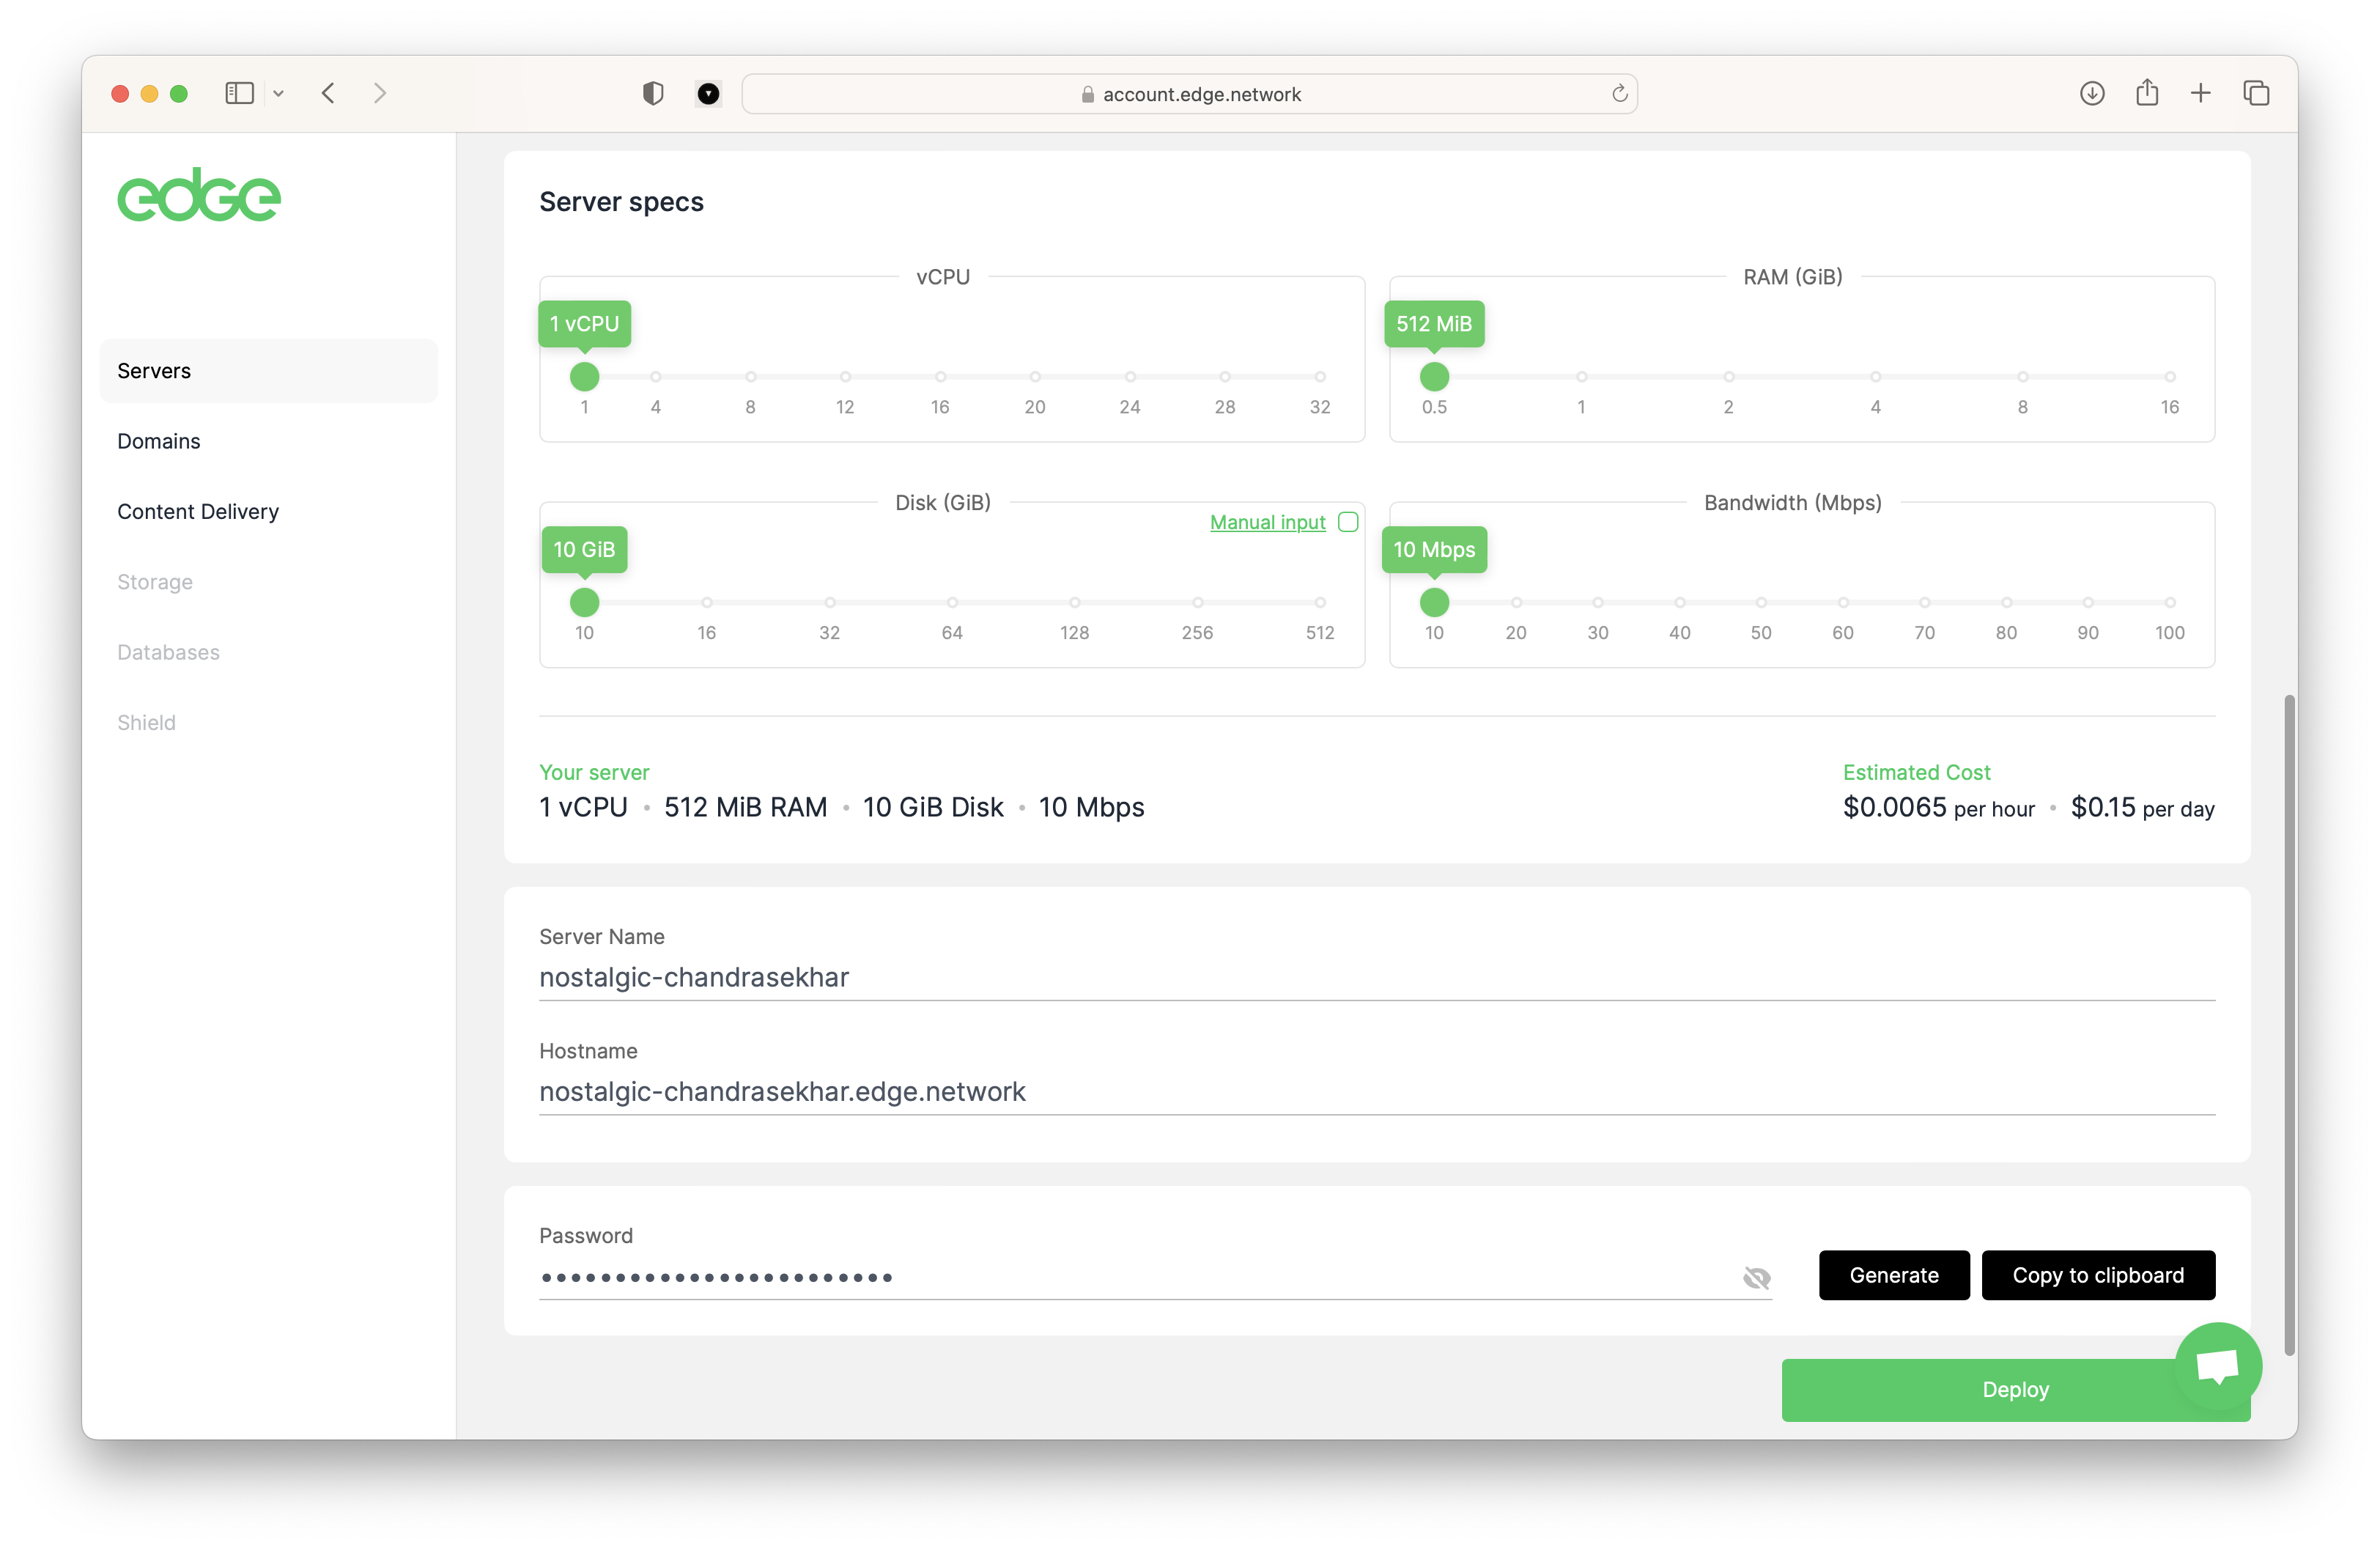 account.edge.network
edge
Servers
Domains
Content Delivery
Storage
Databases
Shield
Server specs
vCPU
1 vCPU
1 4 8 12 16 20 24 28 32
RAM (GiB)
512 MiB
0.5 1 2 4 8 16
Disk (GiB)
Manual input
10 GiB
10 16 32 64 128 256 512
Bandwidth (Mbps)
10 Mbps
10 20 30 40 50 60 70 80 90 100
Your server
1 vCPU • 512 MiB RAM • 10 GiB Disk • 10 Mbps
Estimated Cost
$0.0065 per hour • $0.15 per day
Server Name
nostalgic-chandrasekhar
Hostname
nostalgic-chandrasekhar.edge.network
Password
••••••••••••••••••••••••
Generate
Copy to clipboard
Deploy